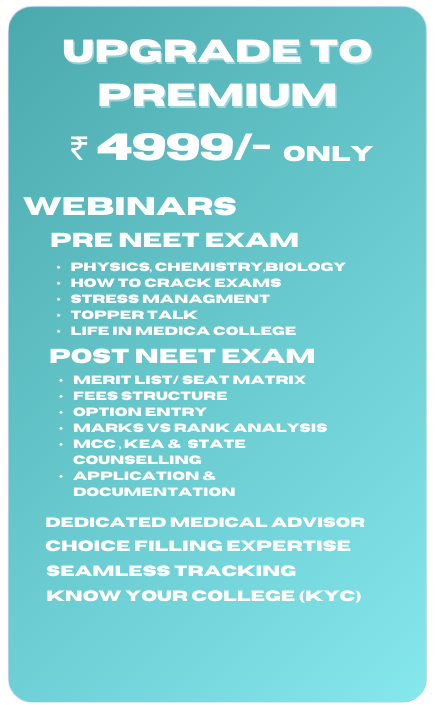 UPGRADE TO
PREMIUM
₹ 4999/- ONLY
WEBINARS
PRE NEET EXAM
• PHYSICS, CHEMISTRY,BIOLOGY
• HOW TO CRACK EXAMS
• STRESS MANAGMENT
• TOPPER TALK
• LIFE IN MEDICA COLLEGE
POST NEET EXAM
• MERIT LIST/ SEAT MATRIX
• FEES STRUCTURE
• OPTION ENTRY
• MARKS VS RANK ANALYSIS
• MCC , KEA & STATE
COUNSELLING
• APPLICATION &
DOCUMENTATION
DEDICATED MEDICAL ADVISOR
CHOICE FILLING EXPERTISE
SEAMLESS TRACKING
KNOW YOUR COLLEGE (KYC)